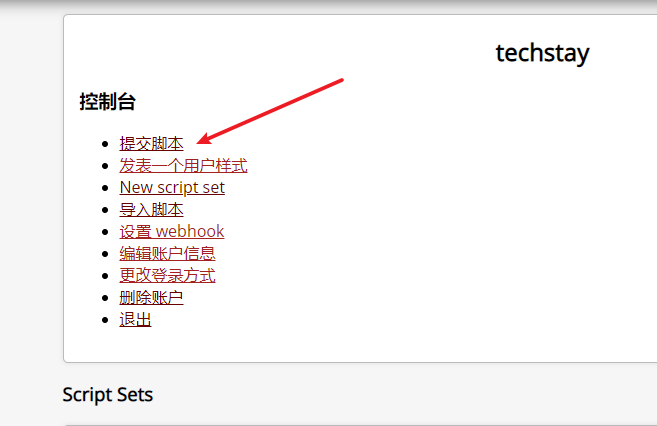 techstay
控制台
提交脚本
发表一个用户样式
New script set
导入脚本
设置 webhook
编辑账户信息
更改登录方式
删除账户
退出
Script Sets